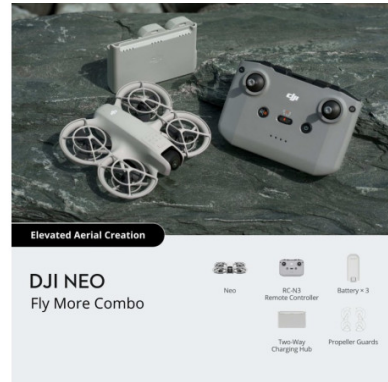 dji
Elevated Aerial Creation
DJI NEO
Fly More Combo
Neo
RC-N3
Remote Controller
Battery × 3
Two-Way
Charging Hub
Propeller Guards